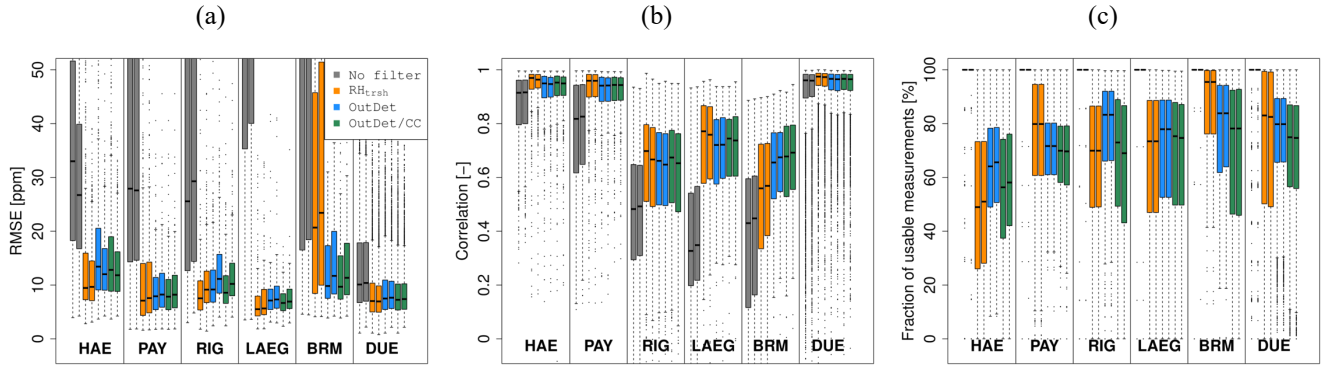 (a)
(b)
(c)
RMSE [ppm]
50
40
30
20
10
0
No filter
RHtrsh
OutDet
OutDet/CC
HAE PAY RIG LAEG BRM DUE
Correlation [−]
1
0.8
0.6
0.4
0.2
0
HAE PAY RIG LAEG BRM DUE
Fraction of usable measurements [%]
100
80
60
40
20
0
HAE PAY RIG LAEG BRM DUE